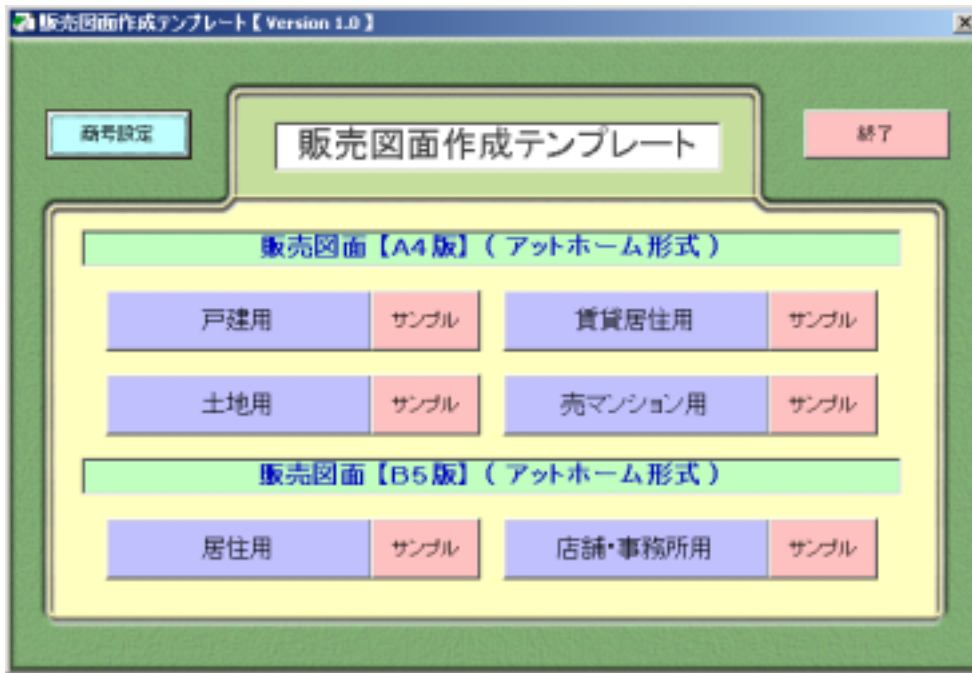 販売図面作成テンプレート【 Version 1.0 】
商号設定
販売図面作成テンプレート
終了
販売図面【A4版】( アットホーム形式 )
戸建用 サンプル 賃貸居住用 サンプル
土地用 サンプル 売マンション用 サンプル
販売図面【B5版】( アットホーム形式 )
居住用 サンプル 店舗・事務所用 サンプル